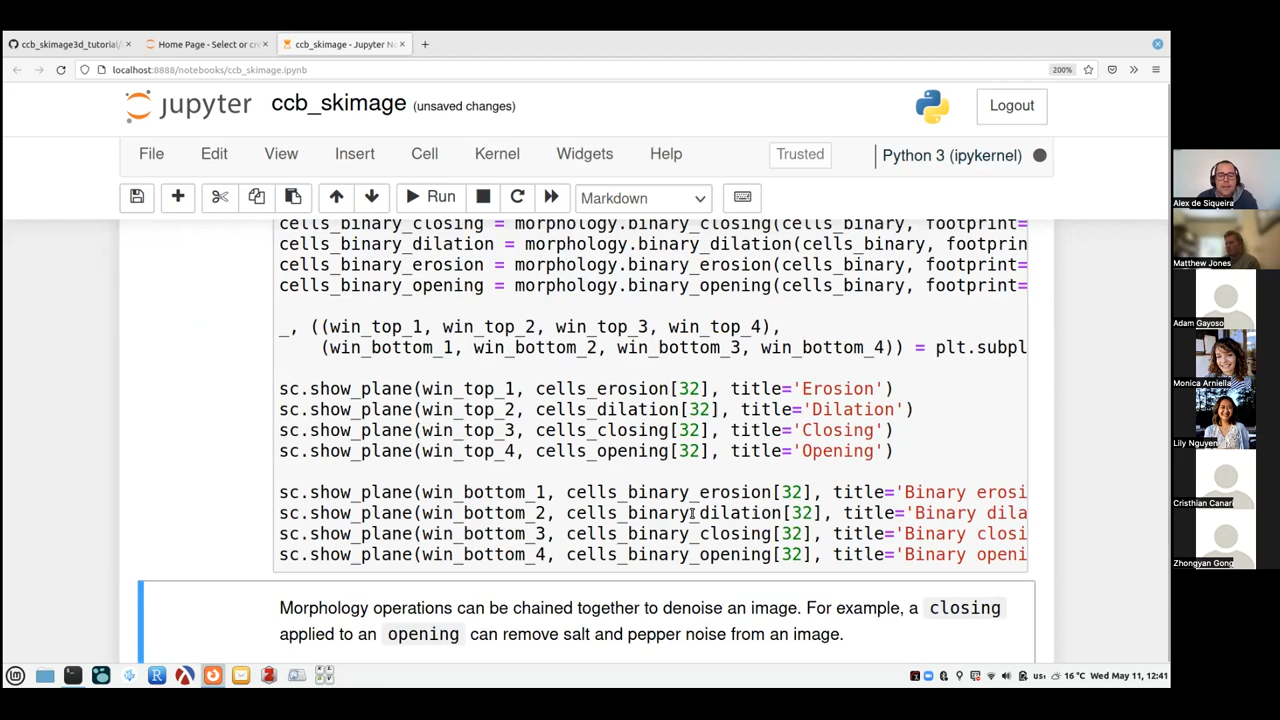 ccb_skimage3d_tutorial/
Home Page - Select or cre
ccb_skimage - Jupyter No
localhost:8888/notebooks/ccb_skimage.ipynb
200%
jupyter
ccb_skimage (unsaved changes)
Logout
File Edit View Insert Cell Kernel Widgets Help
Trusted
Python 3 (ipykernel)
Run
Markdown
cells_binary_closing = morphology.binary_closing(cells_binary, footprint=
cells_binary_dilation = morphology.binary_dilation(cells_binary, footprin
cells_binary_erosion = morphology.binary_erosion(cells_binary, footprint=
cells_binary_opening = morphology.binary_opening(cells_binary, footprint=
_, ((win_top_1, win_top_2, win_top_3, win_top_4),
(win_bottom_1, win_bottom_2, win_bottom_3, win_bottom_4)) = plt.subpl
sc.show_plane(win_top_1, cells_erosion[32], title='Erosion')
sc.show_plane(win_top_2, cells_dilation[32], title='Dilation')
sc.show_plane(win_top_3, cells_closing[32], title='Closing')
sc.show_plane(win_top_4, cells_opening[32], title='Opening')
sc.show_plane(win_bottom_1, cells_binary_erosion[32], title='Binary erosi
sc.show_plane(win_bottom_2, cells_binary_dilation[32], title='Binary dila
sc.show_plane(win_bottom_3, cells_binary_closing[32], title='Binary closi
sc.show_plane(win_bottom_4, cells_binary_opening[32], title='Binary openi
Morphology operations can be chained together to denoise an image. For example, a closing
applied to an opening can remove salt and pepper noise from an image.
us₁ 16 °C Wed May 11, 12:41
Alex de Siqueira
Matthew Jones
Adam Gayoso
Monica Arniella
Lily Nguyen
Cristhian Canari
Zhongyan Gong